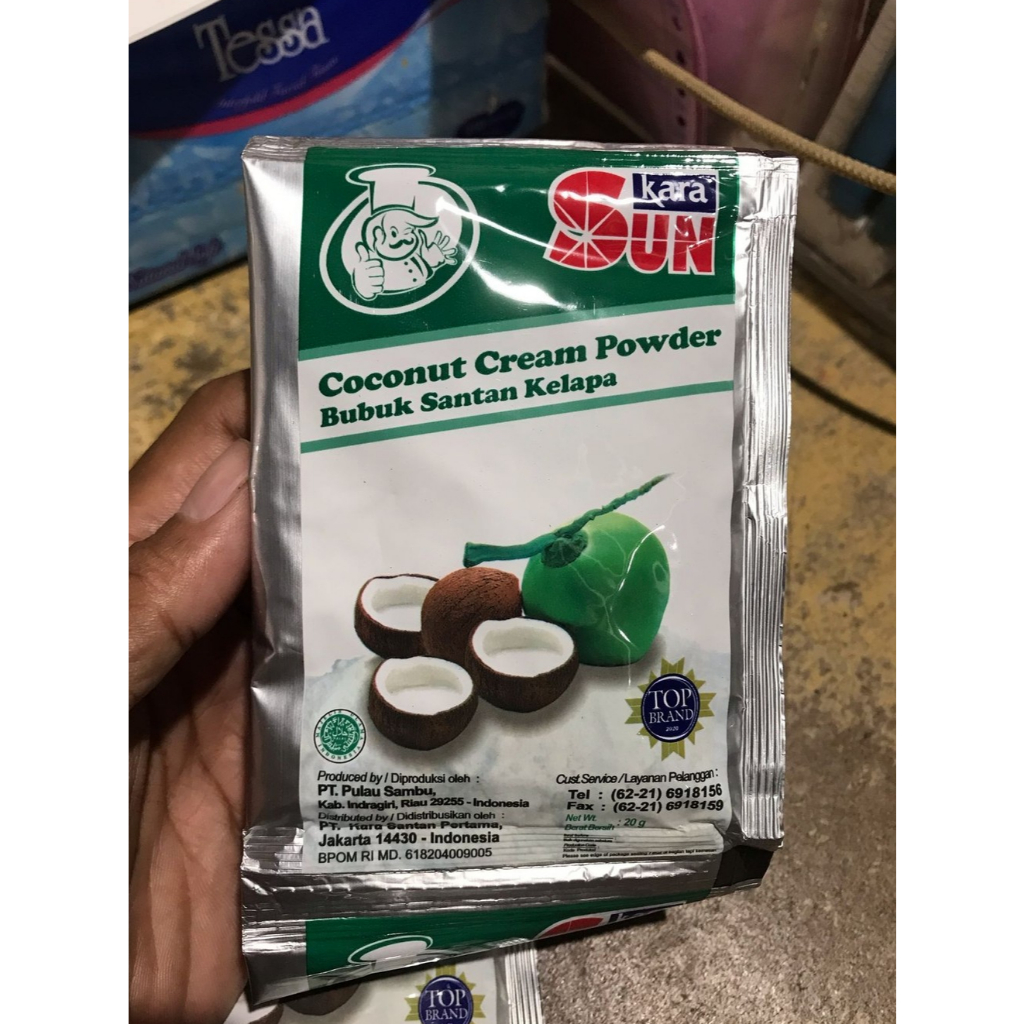 Tessa
kara
SUN
Coconut Cream Powder
Bubuk Santan Kelapa
TOP
BRAND
2020
Produced by / Diproduksi oleh :
PT. Pulau Sambu,
Kab. Indragiri, Riau 29255 - Indonesia
Distributed by / Didistribusikan oleh :
PT. Kara Santan Pertama,
Jakarta 14430 - Indonesia
BPOM RI MD. 618204009005
Cust.Service / Layanan Pelanggan :
Tel : (62-21) 6918156
Fax : (62-21) 6918159
Net Wt.
Berat Bersih : 20 g
kara
SUN
TOP
BRAND